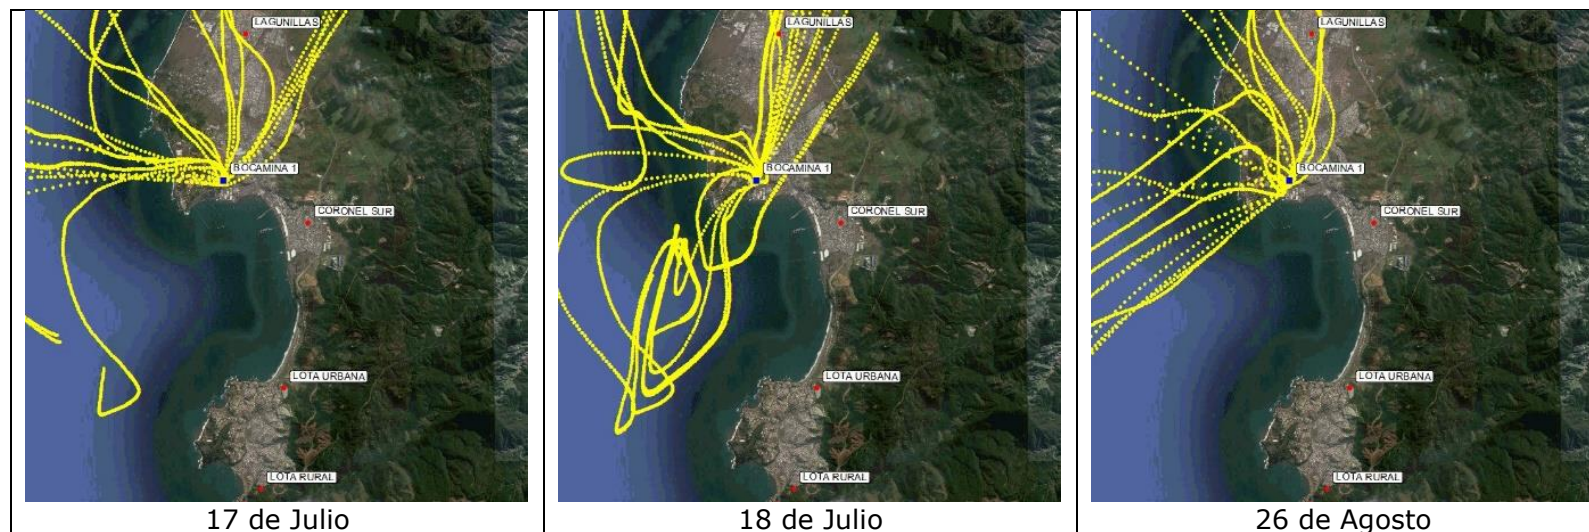 LAGUNILLAS
BOCAMINA 1
CORONEL SUR
LOTA URBANA
LOTA RURAL
17 de Julio
LAGUNILLAS
BOCAMINA 1
CORONEL SUR
LOTA URBANA
LOTA RURAL
18 de Julio
LAGUNILLAS
BOCAMINA 1
CORONEL SUR
LOTA URBANA
LOTA RURAL
26 de Agosto